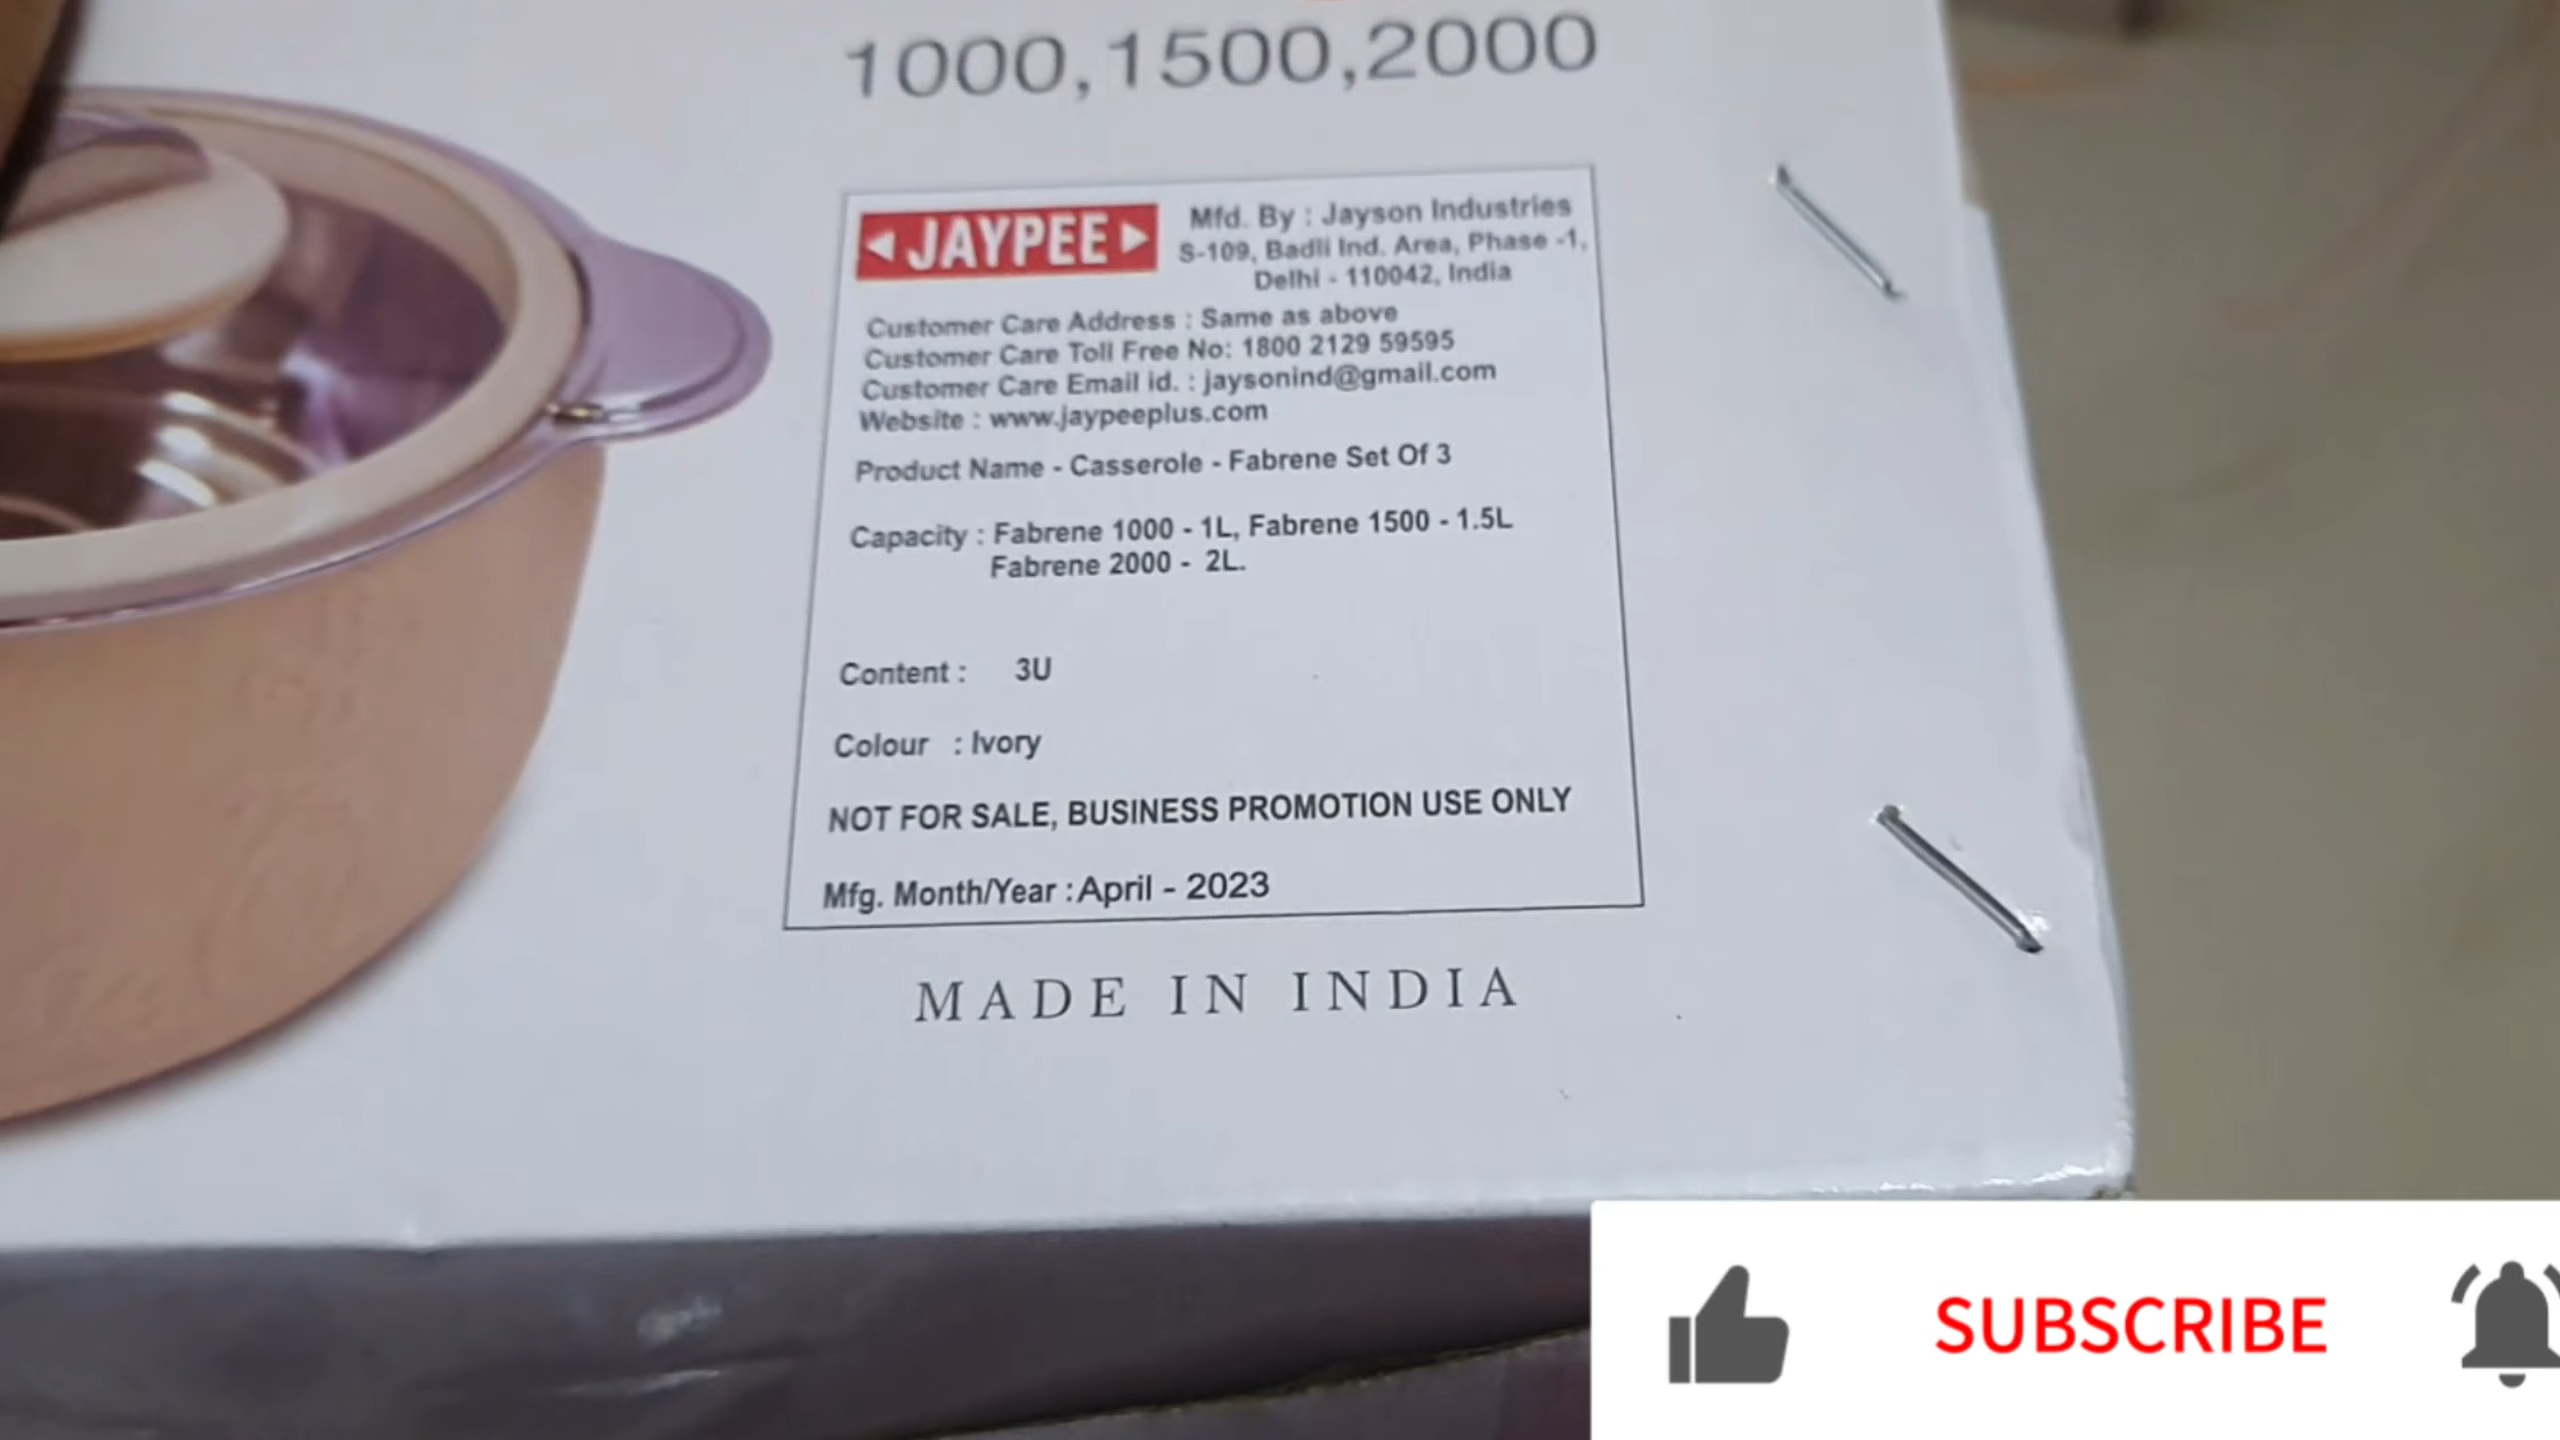 1000,1500,2000
JAYPEE
Mfd. By : Jayson Industries
S-109, Badli Ind. Area, Phase -1,
Delhi - 110042, India
Customer Care Address : Same as above
Customer Care Toll Free No: 1800 2129 59595
Customer Care Email id. : jaysonind@gmail.com
Website : www.jaypeeplus.com
Product Name - Casserole - Fabrene Set Of 3
Capacity : Fabrene 1000 - 1L, Fabrene 1500 - 1.5L
Fabrene 2000 - 2L.
Content : 3U
Colour : Ivory
NOT FOR SALE, BUSINESS PROMOTION USE ONLY
Mfg. Month/Year : April - 2023
MADE IN INDIA
SUBSCRIBE